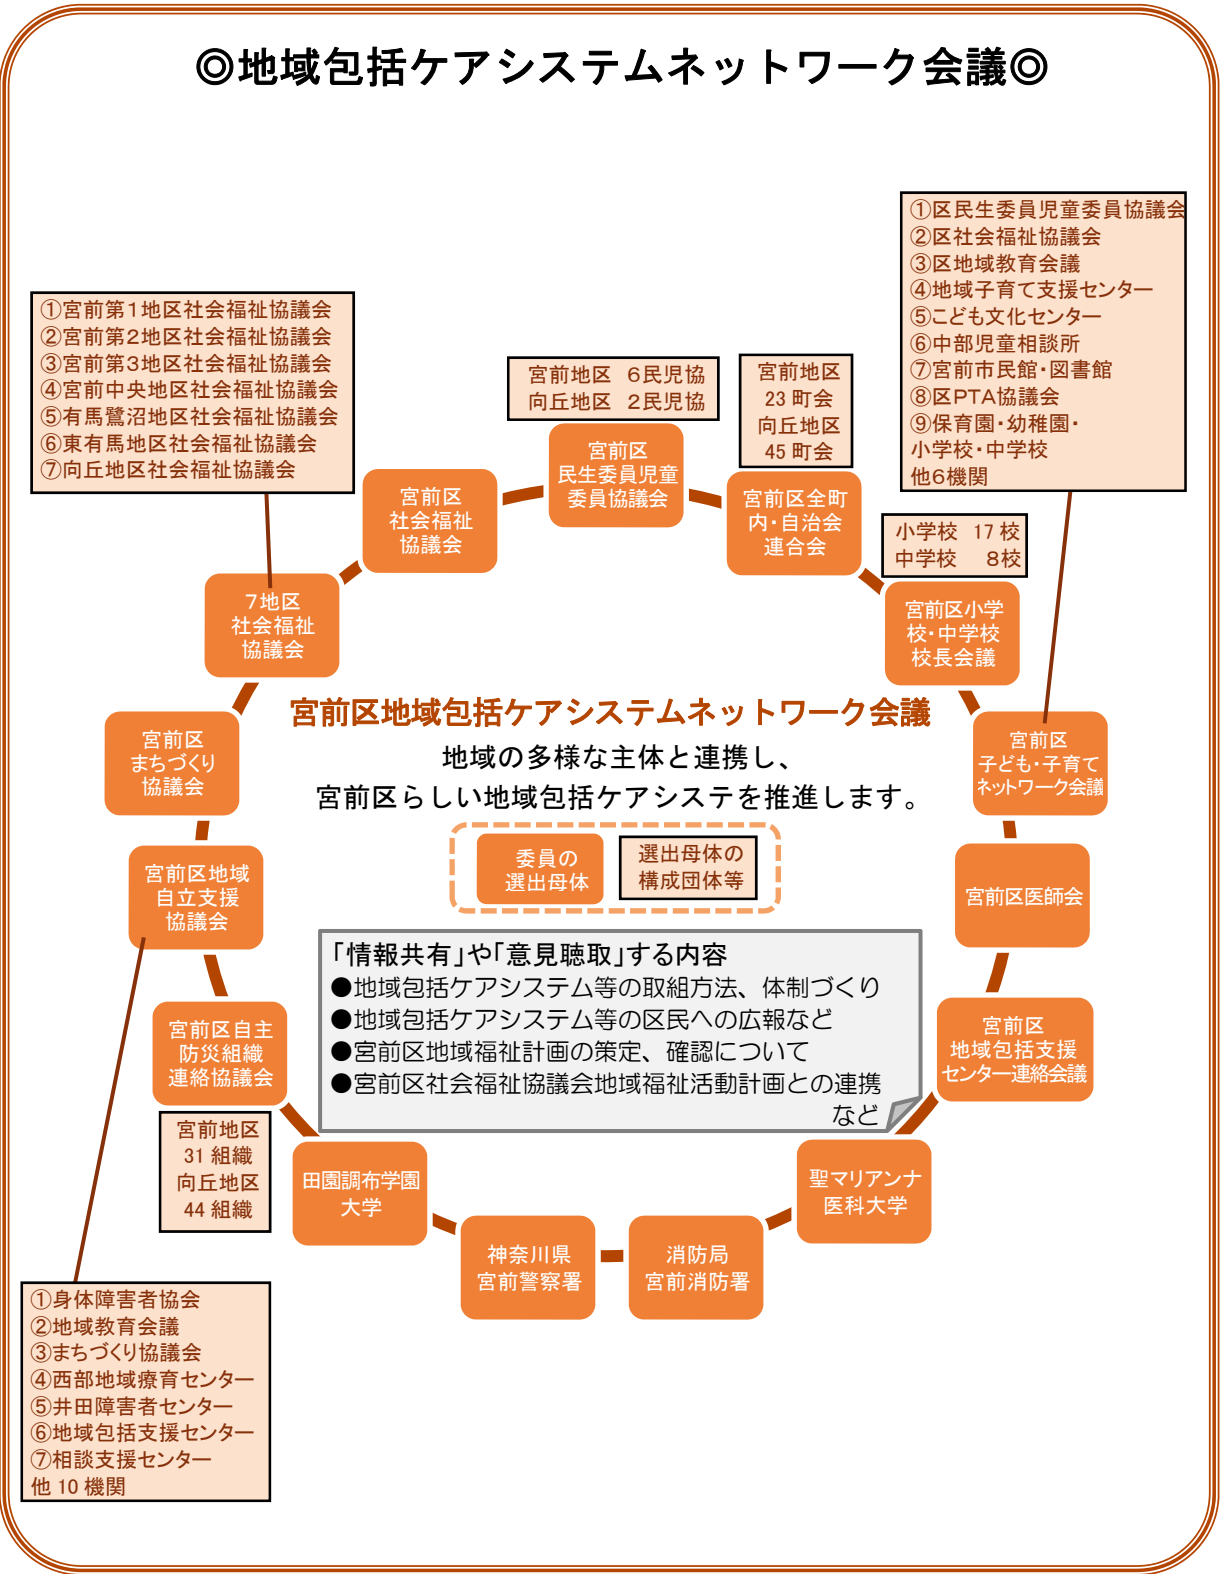 ◎地域包括ケアシステムネットワーク会議◎
①区民生委員児童委員協議会
②区社会福祉協議会
③区地域教育会議
④地域子育て支援センター
⑤こども文化センター
⑥中部児童相談所
⑦宮前市民館・図書館
⑧区PTA協議会
⑨保育園・幼稚園・
小学校・中学校
他6機関
①宮前第1地区社会福祉協議会
②宮前第2地区社会福祉協議会
③宮前第3地区社会福祉協議会
④宮前中央地区社会福祉協議会
⑤有馬鷺沼地区社会福祉協議会
⑥東有馬地区社会福祉協議会
⑦向丘地区社会福祉協議会
宮前地区 6民児協
向丘地区 2民児協
宮前地区
23 町会
向丘地区
45 町会
宮前区
民生委員児童
委員協議会
宮前区
社会福祉
協議会
宮前区全町
内・自治会
連合会
小学校 17 校
中学校 8校
7地区
社会福祉
協議会
宮前区小学
校・中学校
校長会議
宮前区
まちづくり
協議会
宮前区
子ども・子育て
ネットワーク会議
宮前区地域包括ケアシステムネットワーク会議
地域の多様な主体と連携し、
宮前区らしい地域包括ケアシステを推進します。
委員の
選出母体
選出母体の
構成団体等
宮前区地域
自立支援
協議会
宮前区医師会
「情報共有」や「意見聴取」する内容
●地域包括ケアシステム等の取組方法、体制づくり
●地域包括ケアシステム等の区民への広報など
●宮前区地域福祉計画の策定、確認について
●宮前区社会福祉協議会地域福祉活動計画との連携
など
宮前区自主
防災組織
連絡協議会
宮前区
地域包括支援
センター連絡会議
宮前地区
31 組織
向丘地区
44 組織
田園調布学園
大学
聖マリアンナ
医科大学
神奈川県
宮前警察署
消防局
宮前消防署
①身体障害者協会
②地域教育会議
③まちづくり協議会
④西部地域療育センター
⑤井田障害者センター
⑥地域包括支援センター
⑦相談支援センター
他 10 機関